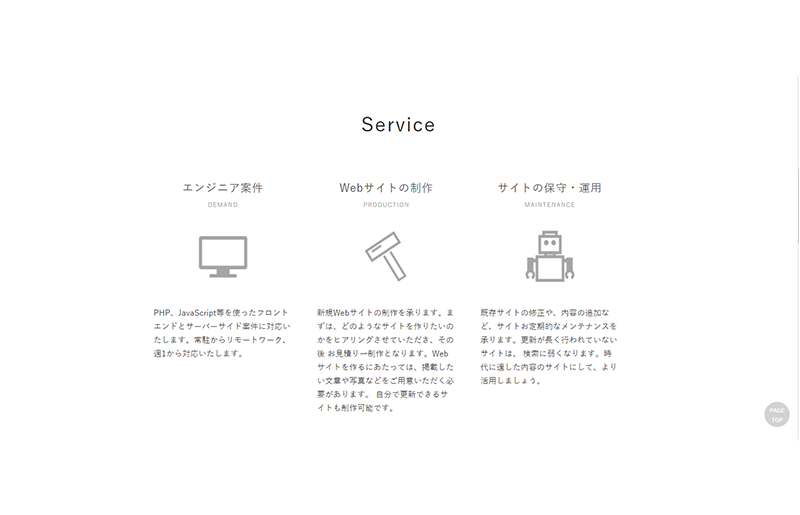 Service
エンジニア案件
DEMAND
PHP、JavaScript等を使ったフロント
エンドとサーバーサイド案件に対応い
たします。常駐からリモートワーク、
週1から対応いたします。
Webサイトの制作
PRODUCTION
新規Webサイトの制作を承ります。ま
ずは、どのようなサイトを作りたいの
かをヒアリングさせていただき、その
後 お見積り→制作となります。Web
サイトを作るにあたっては、掲載した
い文章や写真などをご用意いただく必
要があります。 自分で更新できるサ
イトも制作可能です。
サイトの保守・運用
MAINTENANCE
既存サイトの修正や、内容の追加な
ど、サイトお定期的なメンテナンスを
承ります。更新が長く行われていない
サイトは、 検索に弱くなります。時
代に適した内容のサイトにして、より
活用しましょう。
PAGE
TOP